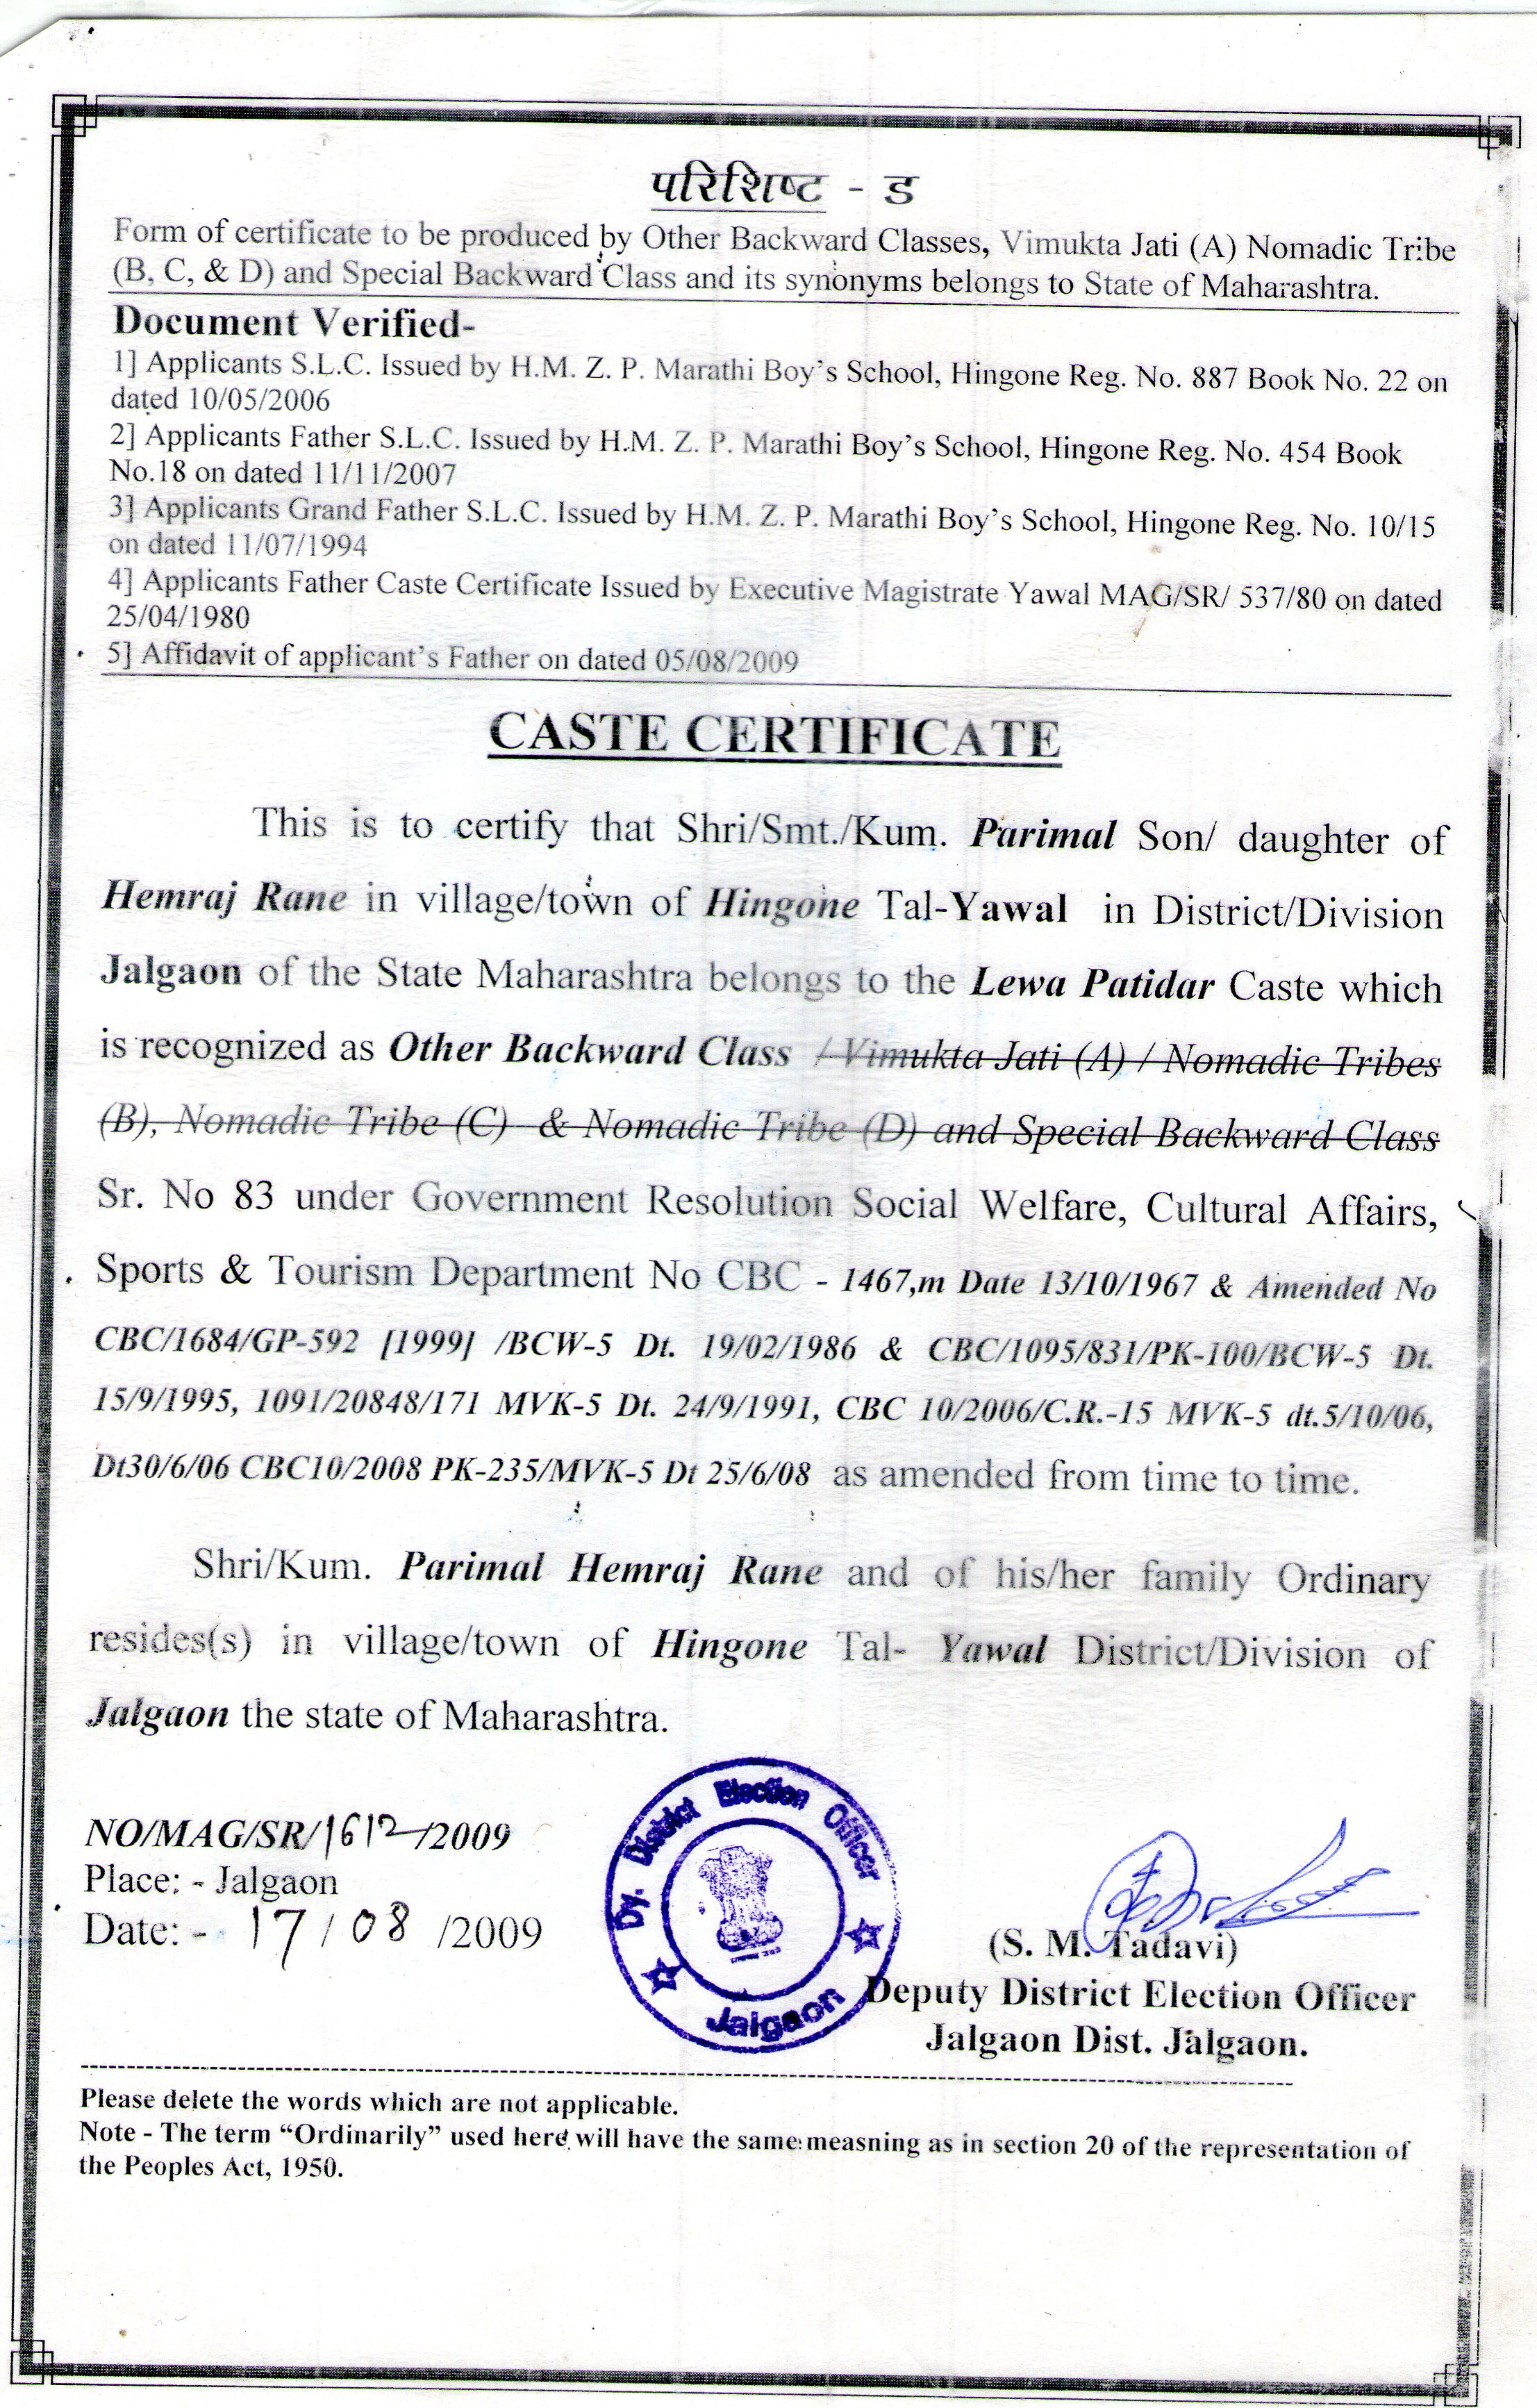 परिशिष्ट - ड
Form of certificate to be produced by Other Backward Classes, Vimukta Jati (A) Nomadic Tribe
(B, C, & D) and Special Backward Class and its synonyms belongs to State of Maharashtra.
Document Verified-
1] Applicants S.L.C. Issued by H.M. Z. P. Marathi Boy's School, Hingone Reg. No. 887 Book No. 22 on
dated 10/05/2006
2] Applicants Father S.L.C. Issued by H.M. Z. P. Marathi Boy's School, Hingone Reg. No. 454 Book
No.18 on dated 11/11/2007
3] Applicants Grand Father S.L.C. Issued by H.M. Z. P. Marathi Boy's School, Hingone Reg. No. 10/15
on dated 11/07/1994
4] Applicants Father Caste Certificate Issued by Executive Magistrate Yawal MAG/SR/ 537/80 on dated
25/04/1980
5] Affidavit of applicant's Father on dated 05/08/2009
CASTE CERTIFICATE
This is to certify that Shri/Smt./Kum. Parimal Son/ daughter of
Hemraj Rane in village/town of Hingone Tal-Yawal in District/Division
Jalgaon of the State Maharashtra belongs to the Lewa Patidar Caste which
is recognized as Other Backward Class / Vimukta Jati (A) / Nomadic Tribes
(B), Nomadic Tribe (C) & Nomadic Tribe (D) and Special Backward Class
Sr. No 83 under Government Resolution Social Welfare, Cultural Affairs,
Sports & Tourism Department No CBC - 1467,m Date 13/10/1967 & Amended No
CBC/1684/GP-592 [1999] /BCW-5 Dt. 19/02/1986 & CBC/1095/831/PK-100/BCW-5 Dt.
15/9/1995, 1091/20848/171 MVK-5 Dt. 24/9/1991, CBC 10/2006/C.R.-15 MVK-5 dt.5/10/06,
Dt30/6/06 CBC10/2008 PK-235/MVK-5 Dt 25/6/08 as amended from time to time.
Shri/Kum. Parimal Hemraj Rane and of his/her family Ordinary
resides(s) in village/town of Hingone Tal- Yawal District/Division of
Jalgaon the state of Maharashtra.
NO/MAG/SR/1612/2009
Place: - Jalgaon
Date: - 17/08/2009
Dy. District Election Officer
Jalgaon
(S. M. Tadavi)
Deputy District Election Officer
Jalgaon Dist. Jalgaon.
Please delete the words which are not applicable.
Note - The term “Ordinarily” used here will have the same measning as in section 20 of the representation of
the Peoples Act, 1950.